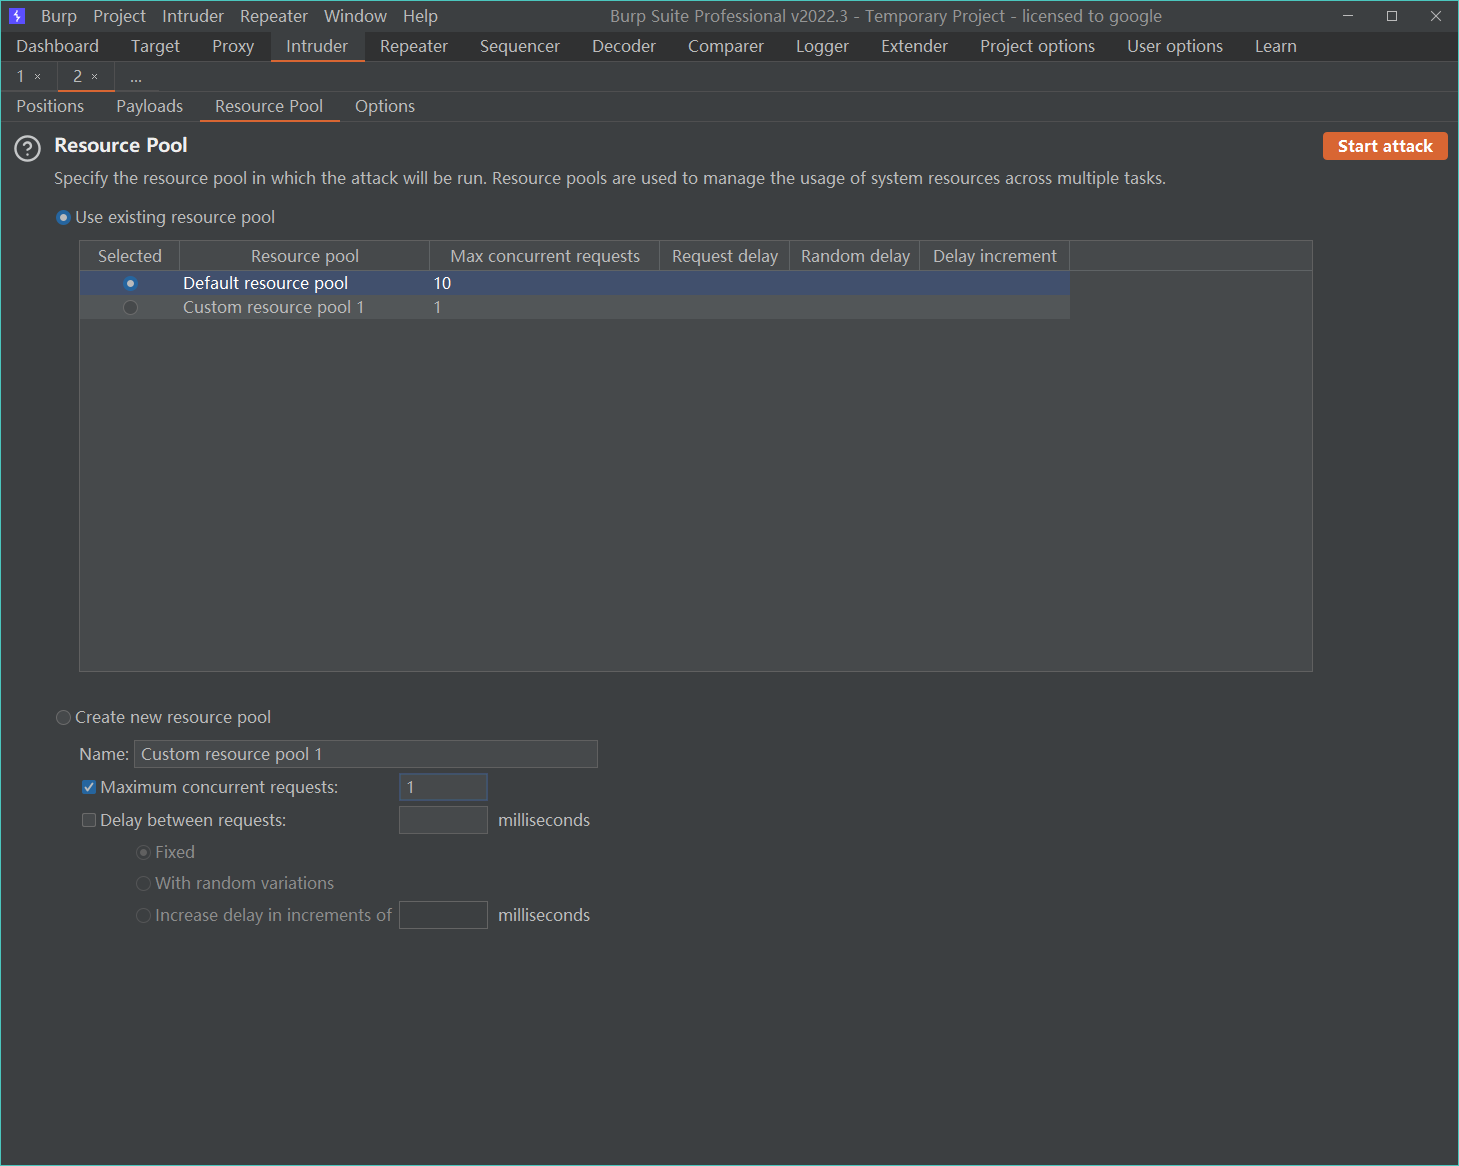 Burp Project Intruder Repeater Window Help Burp Suite Professional v2022.3 - Temporary Project - licensed to google
Dashboard Target Proxy Intruder Repeater Sequencer Decoder Comparer Logger Extender Project options User options Learn
1 × 2 × ...
Positions Payloads Resource Pool Options
? Resource Pool Start attack
Specify the resource pool in which the attack will be run. Resource pools are used to manage the usage of system resources across multiple tasks.
Use existing resource pool
Selected Resource pool Max concurrent requests Request delay Random delay Delay increment
Default resource pool 10
Custom resource pool 1 1
Create new resource pool
Name: Custom resource pool 1
Maximum concurrent requests: 1
Delay between requests: milliseconds
Fixed
With random variations
Increase delay in increments of milliseconds